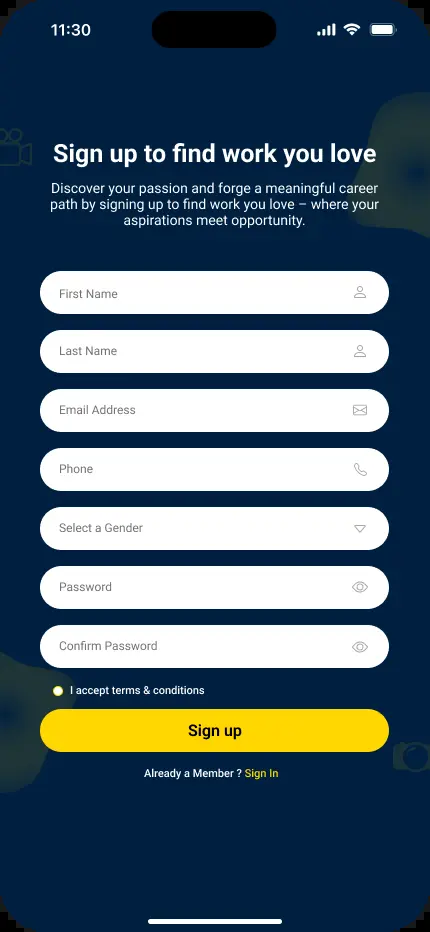 11:30
Sign up to find work you love
Discover your passion and forge a meaningful career
path by signing up to find work you love – where your
aspirations meet opportunity.
First Name
Last Name
Email Address
Phone
Select a Gender
Password
Confirm Password
I accept terms & conditions
Sign up
Already a Member ? Sign In